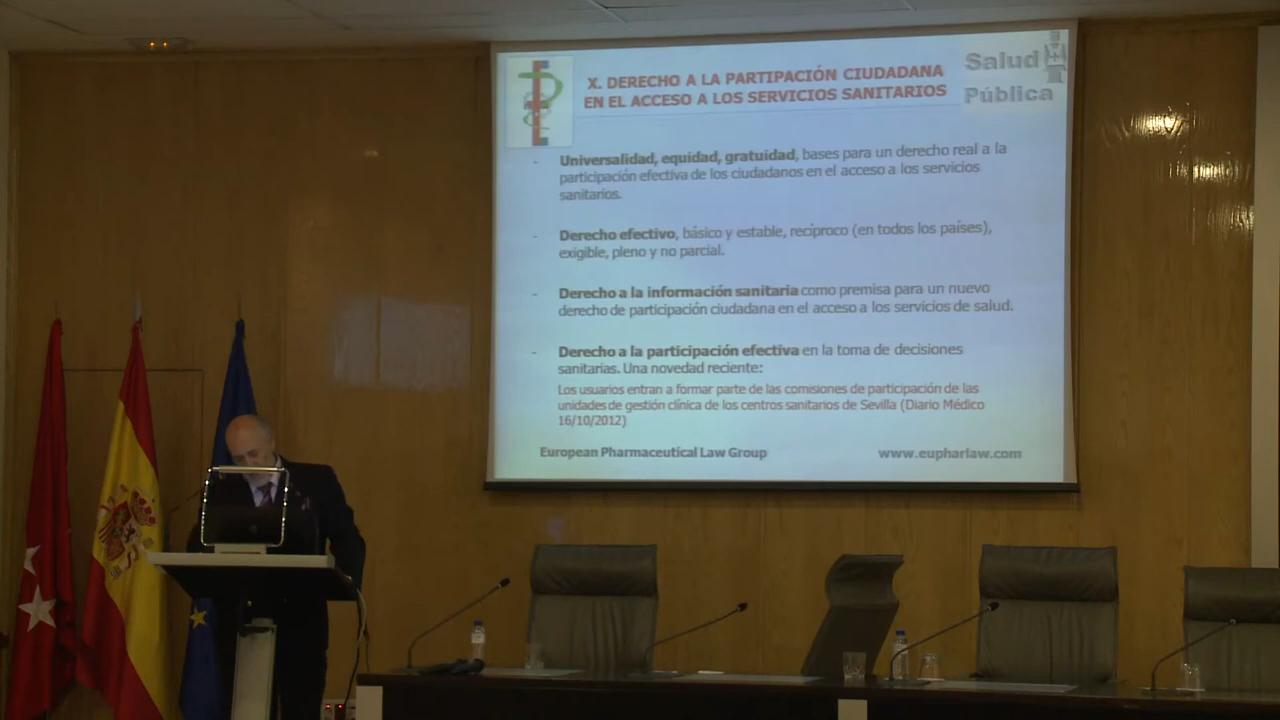 X. DERECHO A LA PARTIPACIÓN CIUDADANA
EN EL ACCESO A LOS SERVICIOS SANITARIOS
Salud
Pública
- Universalidad, equidad, gratuidad, bases para un derecho real a la
participación efectiva de los ciudadanos en el acceso a los servicios
sanitarios.
- Derecho efectivo, básico y estable, recíproco (en todos los países),
exigible, pleno y no parcial.
- Derecho a la información sanitaria como premisa para un nuevo
derecho de participación ciudadana en el acceso a los servicios de salud.
- Derecho a la participación efectiva en la toma de decisiones
sanitarias. Una novedad reciente:
Los usuarios entran a formar parte de las comisiones de participación de las
unidades de gestión clínica de los centros sanitarios de Sevilla (Diario Médico
16/10/2012)
European Pharmaceutical Law Group
www.eupharlaw.com